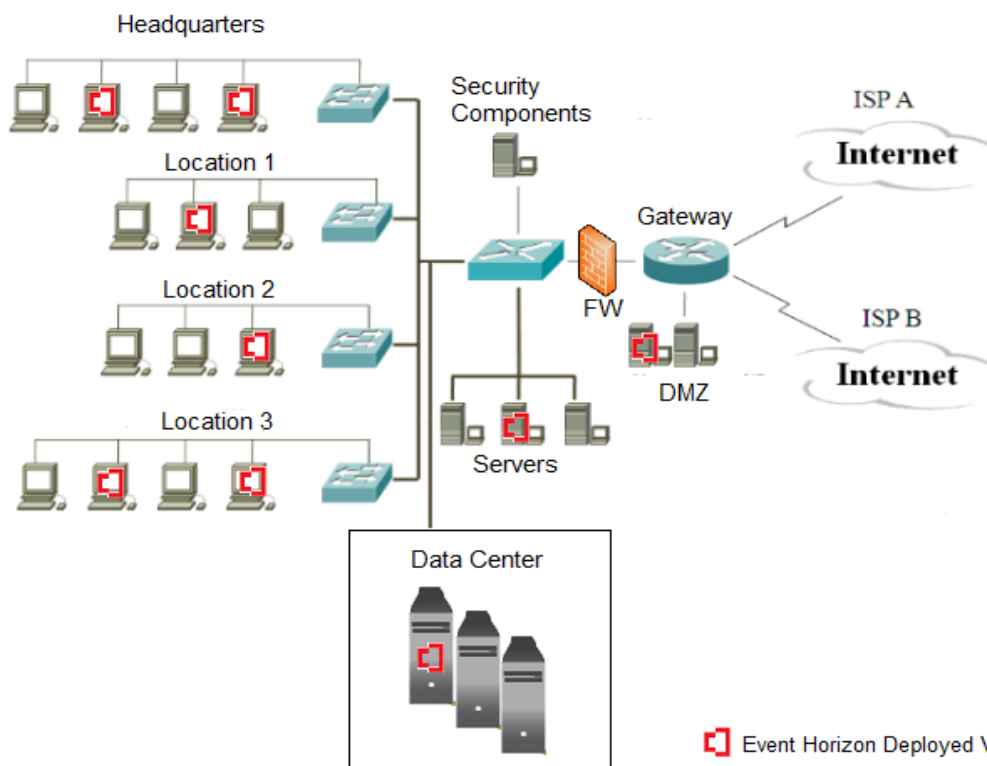 Headquarters
Security
Components
ISP A
Internet
Location 1
Gateway
Location 2
FW
ISP B
Internet
DMZ
Location 3
Servers
Data Center
Event Horizon Deployed V